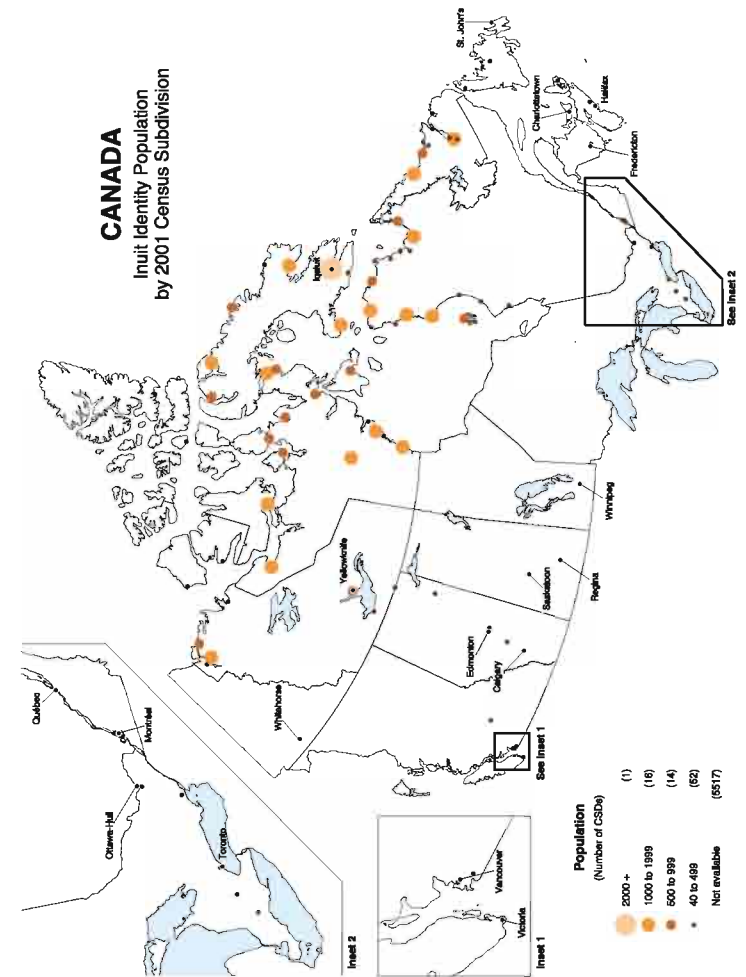 CANADA
Inuit Identity Population
by 2001 Census Subdivision
St. John's
Charlottetown
Halifax
Fredericton
Iqaluit
See Inset 2
Yellowknife
Whitehorse
Edmonton
Calgary
Saskatoon
Regina
Winnipeg
See Inset 1
Québec
Montréal
Ottawa-Hull
Toronto
Inset 2
Vancouver
Victoria
Inset 1
Population
(Number of CSDs)
2000 + (1)
1000 to 1999 (16)
500 to 999 (14)
40 to 499 (52)
Not available (5517)